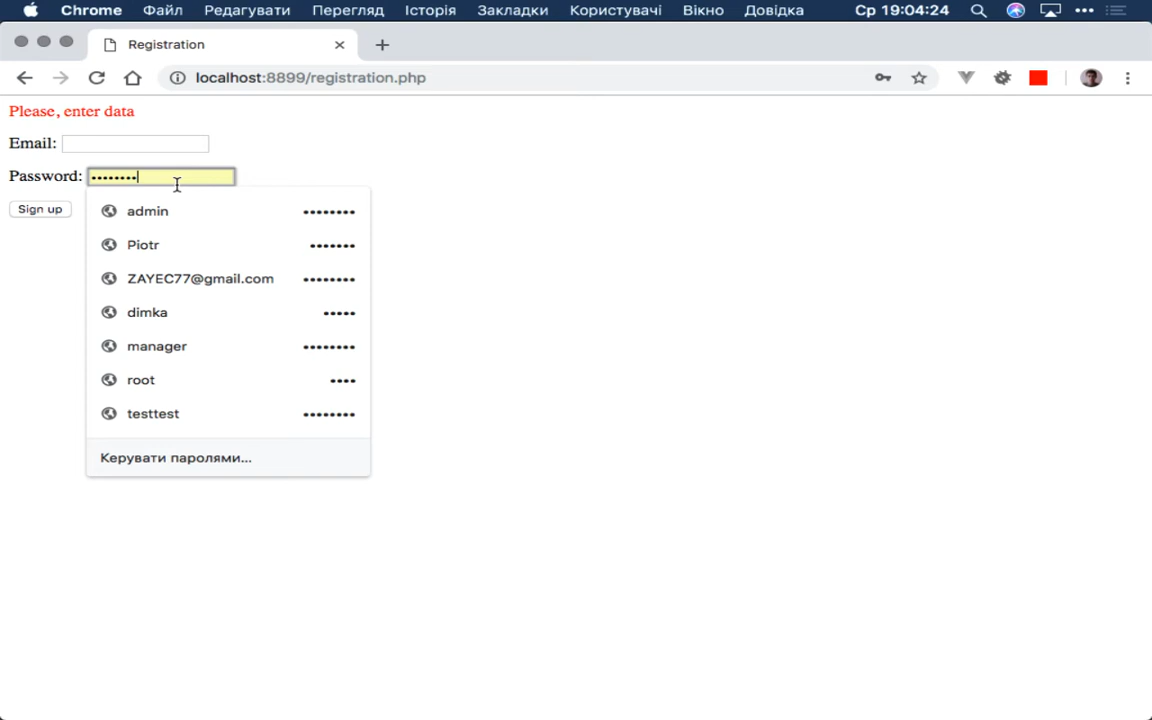 Chrome Файл Редагувати Перегляд Історія Закладки Користувачі Вікно Довідка Ср 19:04:24
Registration
localhost:8899/registration.php
Please, enter data
Email:
Password: ••••••••
Sign up
admin ••••••••
Piotr •••••••
ZAYEC77@gmail.com ••••••••
dimka •••••
manager ••••••••
root ••••
testtest ••••••••
Керувати паролями...